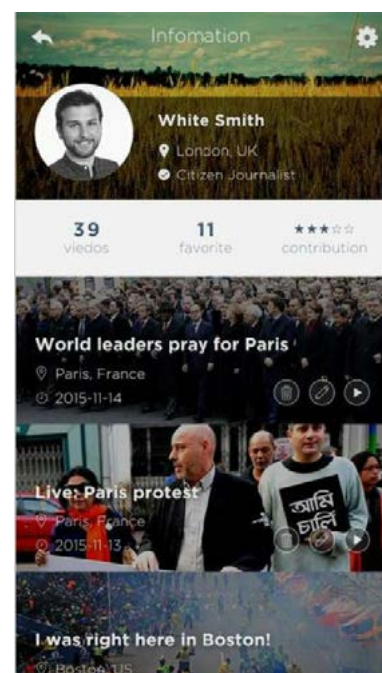 Infomation
White Smith
London, UK
Citizen Journalist
39
viedos
11
favorite
★★★☆☆
contribution
World leaders pray for Paris
Paris, France
2015-11-14
Live: Paris protest
Paris, France
2015-11-13
আমি
চার্লি
I was right here in Boston!
Boston, US